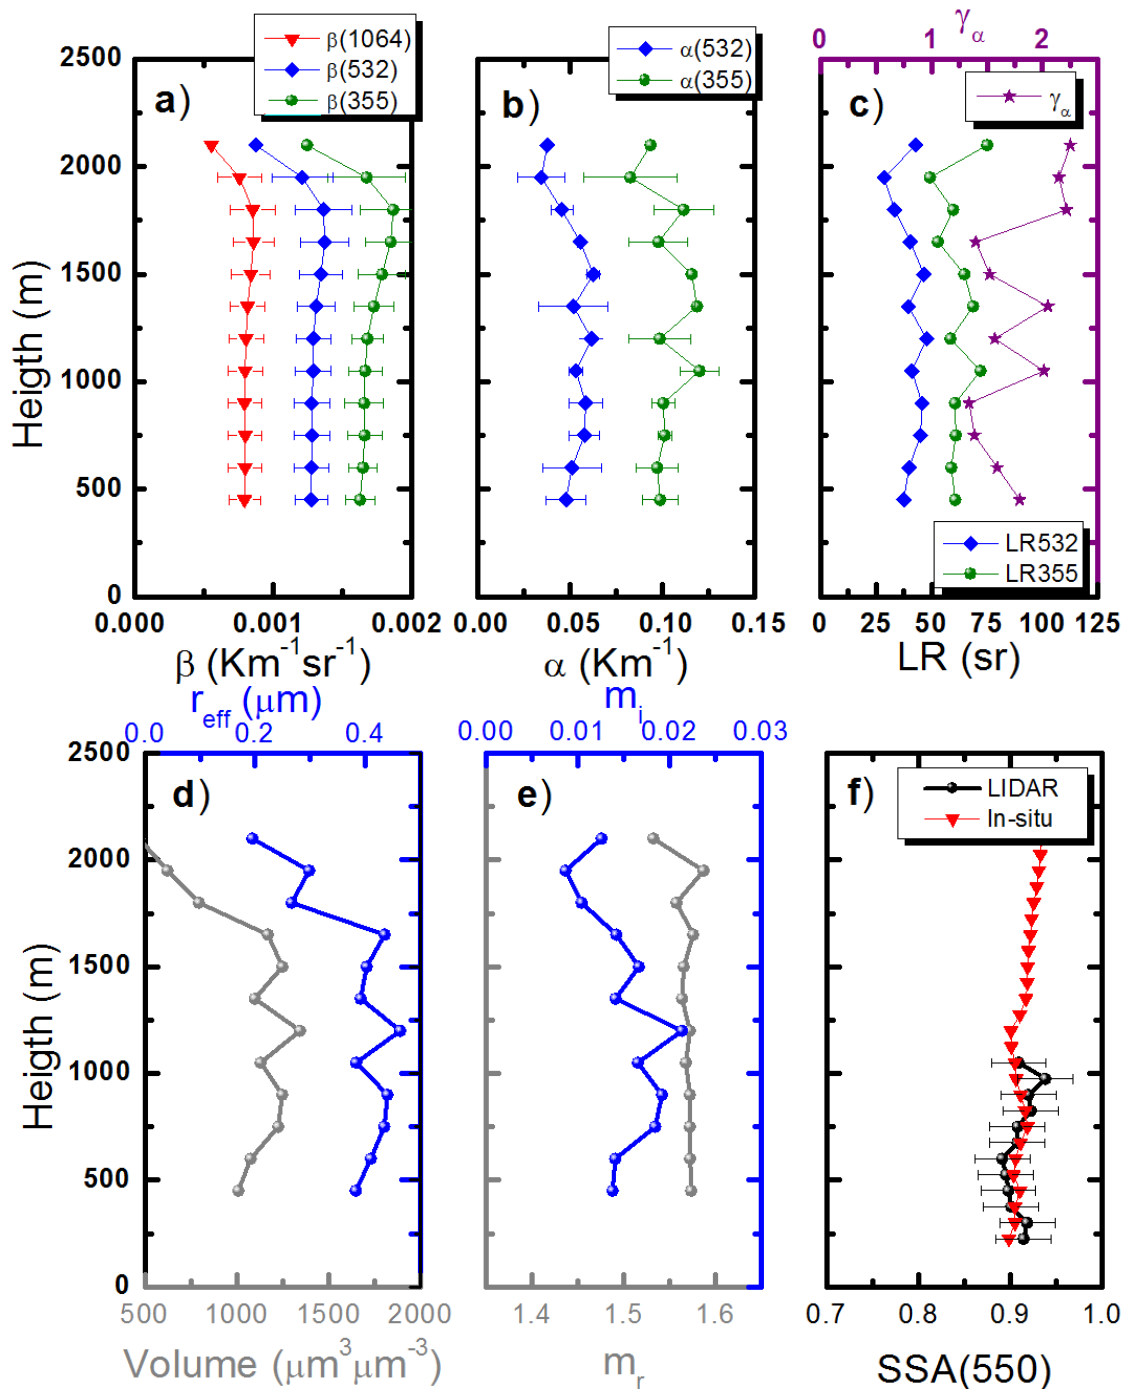 β(1064)
β(532)
β(355)
α(532)
α(355)
0 1 2
γα
γα
a)
b)
c)
2500
2000
1500
1000
500
0
Heigth (m)
LR532
LR355
0.000 0.001 0.002
0.00 0.05 0.10 0.15
0 25 50 75 100 125
β (Km⁻¹sr⁻¹)
α (Km⁻¹)
LR (sr)
r_eff (μm)
m_i
0.0 0.2 0.4
0.00 0.01 0.02 0.03
2500
2000
1500
1000
500
0
Heigth (m)
d)
e)
f)
LIDAR
In-situ
500 1000 1500 2000
1.4 1.5 1.6
0.7 0.8 0.9 1.0
Volume (μm³μm⁻³)
m_r
SSA(550)